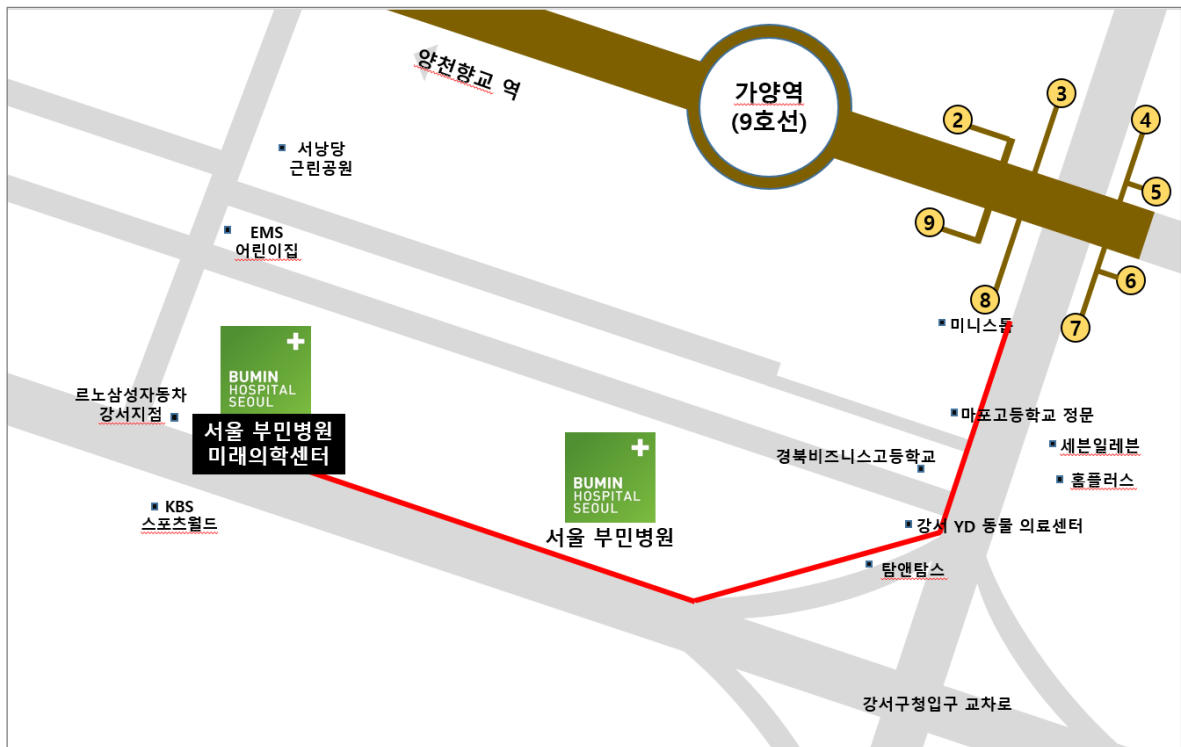 양천향교 역
가양역
(9호선)
3
2
4
5
9
6
8
7
서낭당
근린공원
EMS
어린이집
미니스톱
BUMIN
HOSPITAL
SEOUL
르노삼성자동차
강서지점
서울 부민병원
미래의학센터
마포고등학교 정문
세븐일레븐
경북비즈니스고등학교
홈플러스
BUMIN
HOSPITAL
SEOUL
서울 부민병원
KBS
스포츠월드
강서 YD 동물 의료센터
탐앤탐스
강서구청입구 교차로